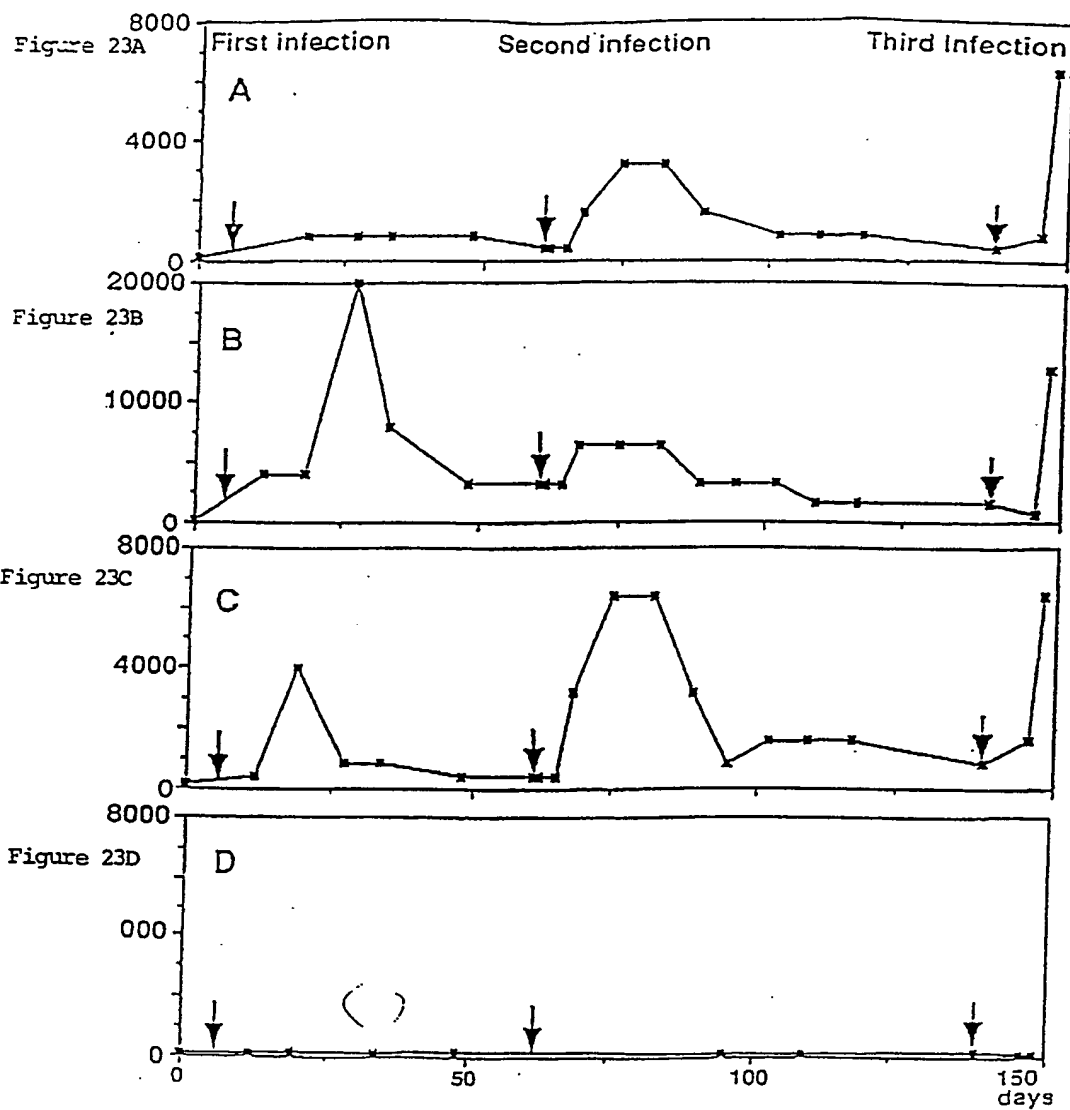 8000
Figure 23A
First infection
Second infection
Third Infection
A
4000
0
20000
Figure 23B
B
10000
0
8000
Figure 23C
C
4000
0
8000
Figure 23D
D
000
0
0
50
100
150
days